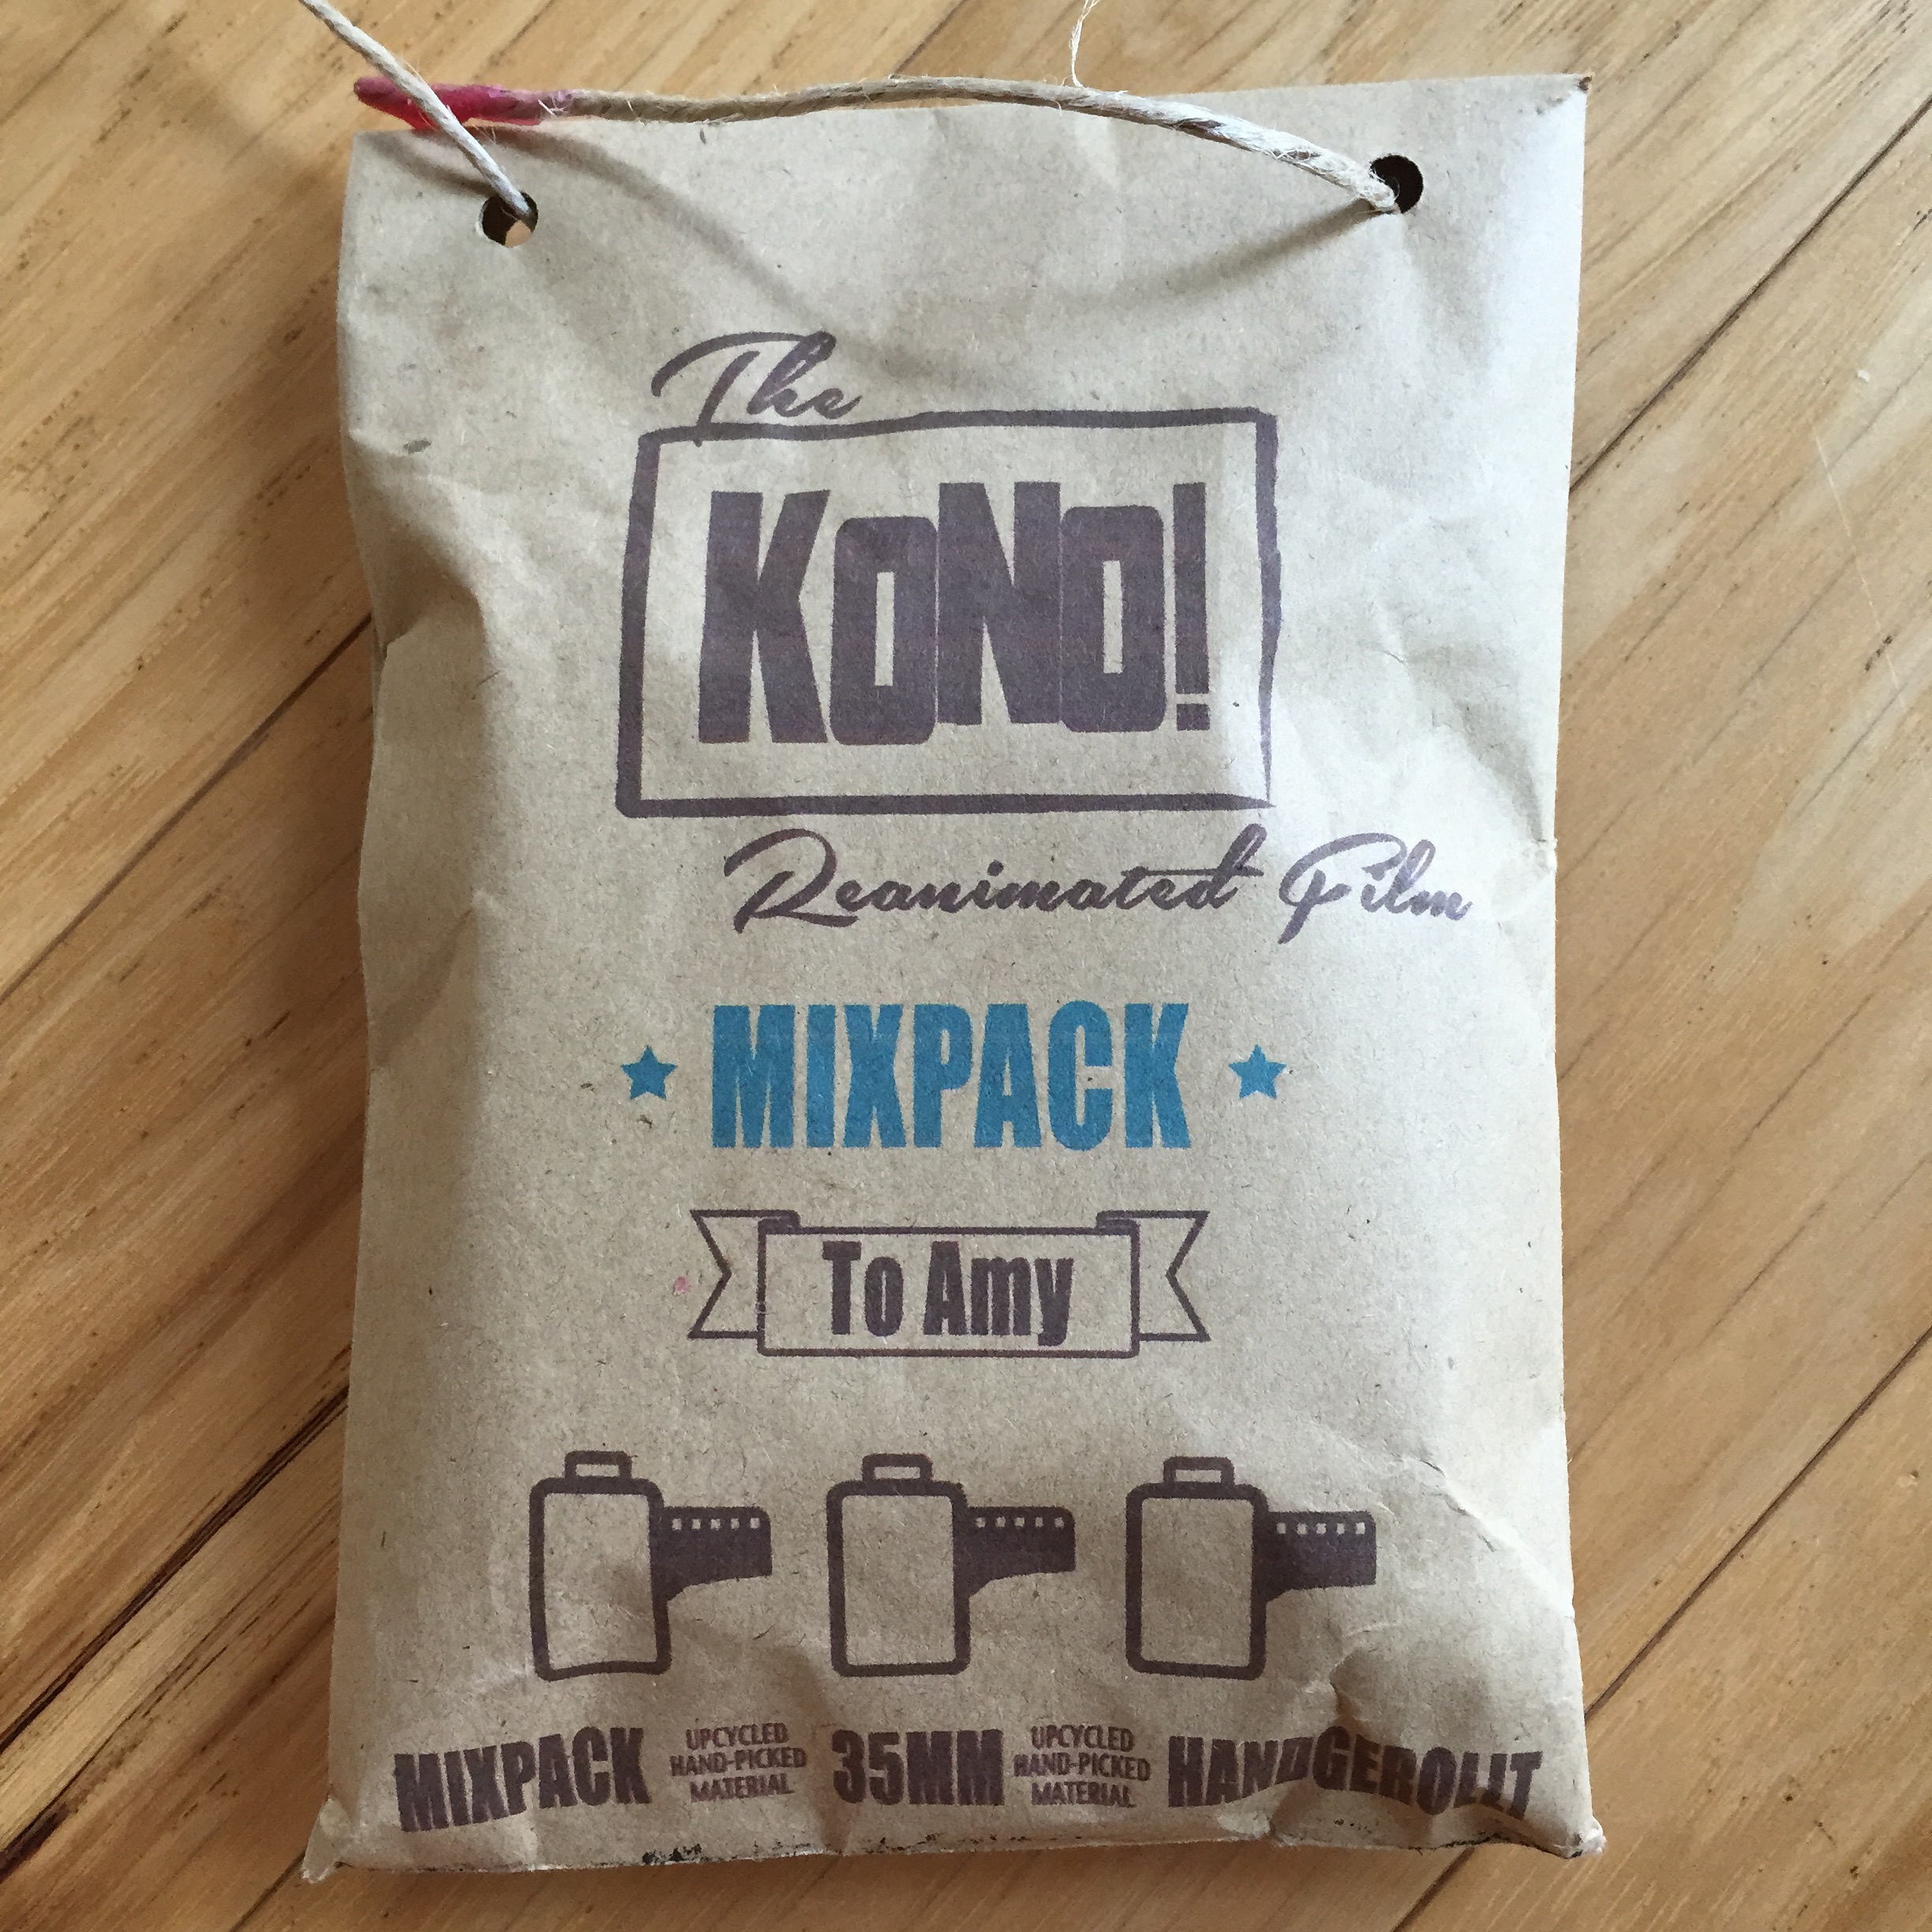 The
KONO!
Reanimated Film
MIXPACK
To Amy
MIXPACK
UPCYCLED
HAND-PICKED
MATERIAL
35MM
UPCYCLED
HAND-PICKED
MATERIAL
HANDGEROLLT